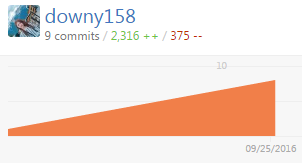 downy158
9 commits / 2,316 ++ / 375 --
10
09/25/2016